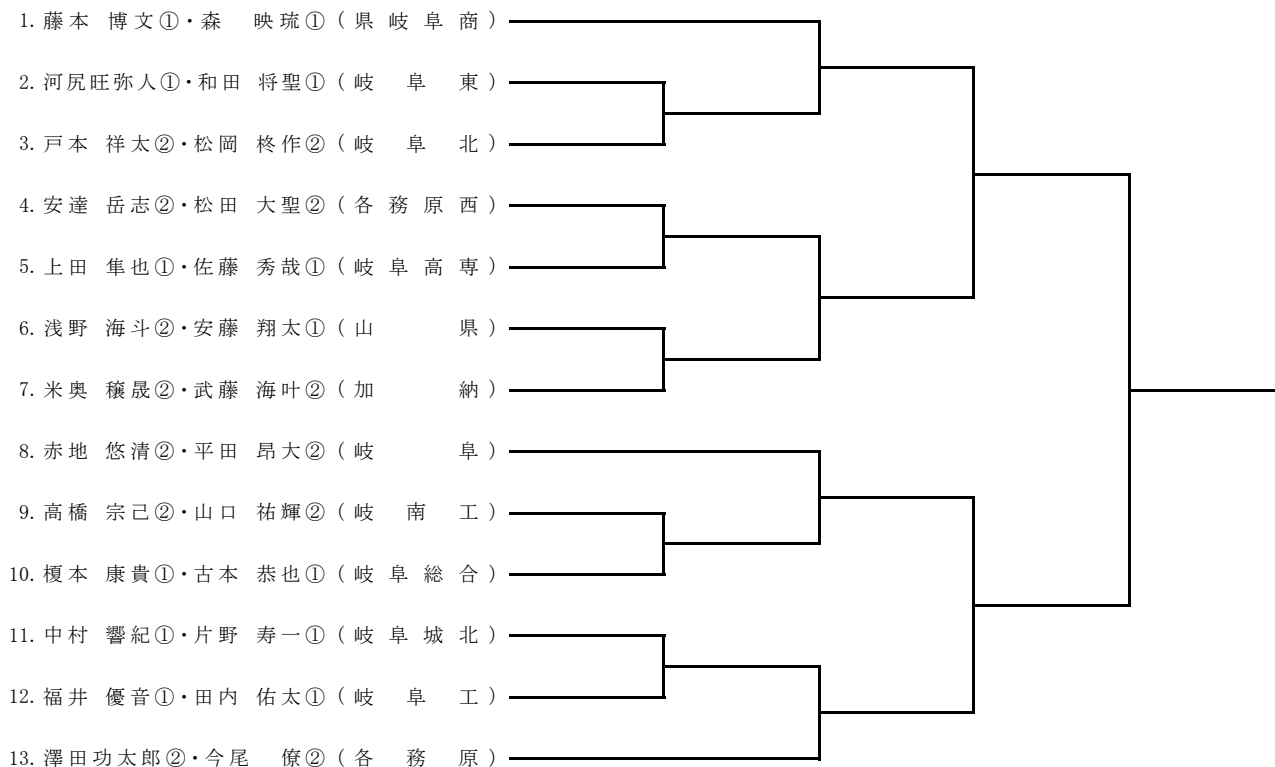 1. 藤本 博文①・森 映琉①（県岐阜商）
2. 河尻旺弥人①・和田 将聖①（岐阜東）
3. 戸本 祥太②・松岡 柊作②（岐阜北）
4. 安達 岳志②・松田 大聖②（各務原西）
5. 上田 隼也①・佐藤 秀哉①（岐阜高専）
6. 浅野 海斗②・安藤 翔太①（山県）
7. 米奥 穣晟②・武藤 海叶②（加納）
8. 赤地 悠清②・平田 昂大②（岐阜）
9. 高橋 宗己②・山口 祐輝②（岐南工）
10. 榎本 康貴①・古本 恭也①（岐阜総合）
11. 中村 響紀①・片野 寿一①（岐阜城北）
12. 福井 優音①・田内 佑太①（岐阜工）
13. 澤田功太郎②・今尾 僚②（各務原）